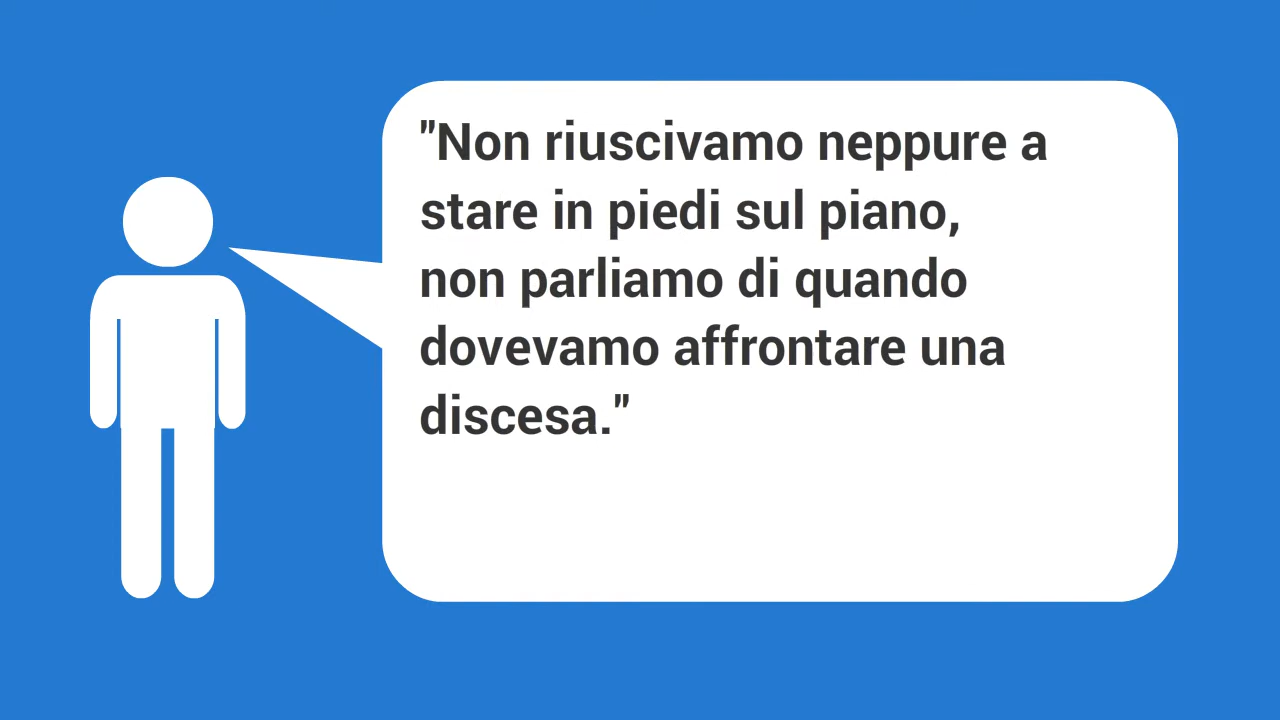 "Non riuscivamo neppure a
stare in piedi sul piano,
non parliamo di quando
dovevamo affrontare una
discesa."